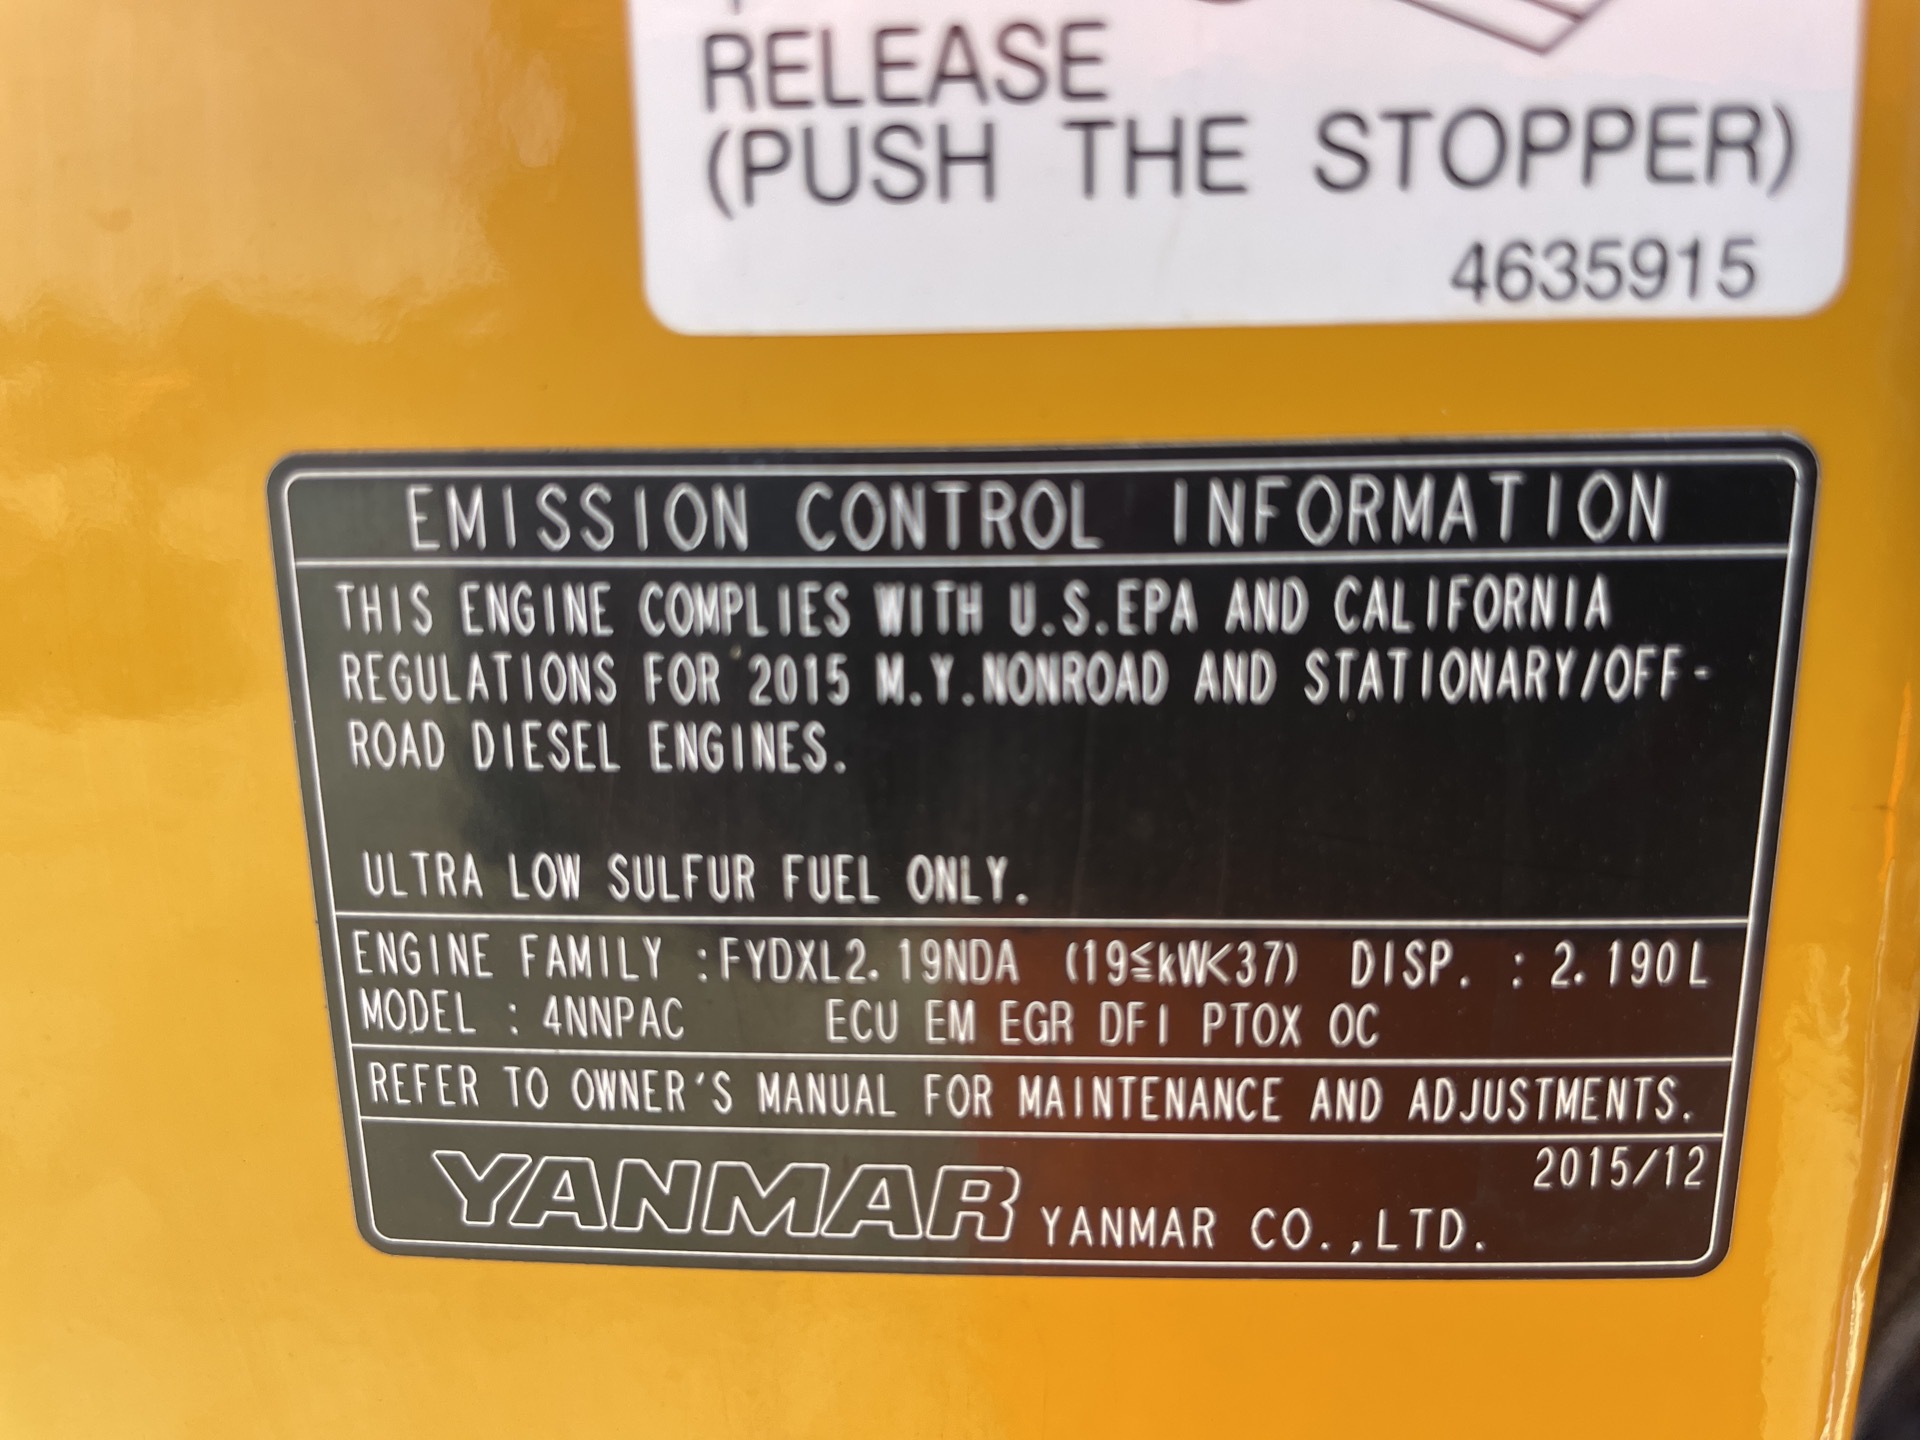 RELEASE
(PUSH THE STOPPER)
4635915
EMISSION CONTROL INFORMATION
THIS ENGINE COMPLIES WITH U.S.EPA AND CALIFORNIA
REGULATIONS FOR 2015 M.Y.NONROAD AND STATIONARY/OFF-
ROAD DIESEL ENGINES.
ULTRA LOW SULFUR FUEL ONLY.
ENGINE FAMILY :FYDXL2.19NDA (19≦kW<37) DISP. : 2.190L
MODEL : 4NNPAC ECU EM EGR DFI PTOX OC
REFER TO OWNER'S MANUAL FOR MAINTENANCE AND ADJUSTMENTS.
2015/12
YANMAR YANMAR CO.,LTD.